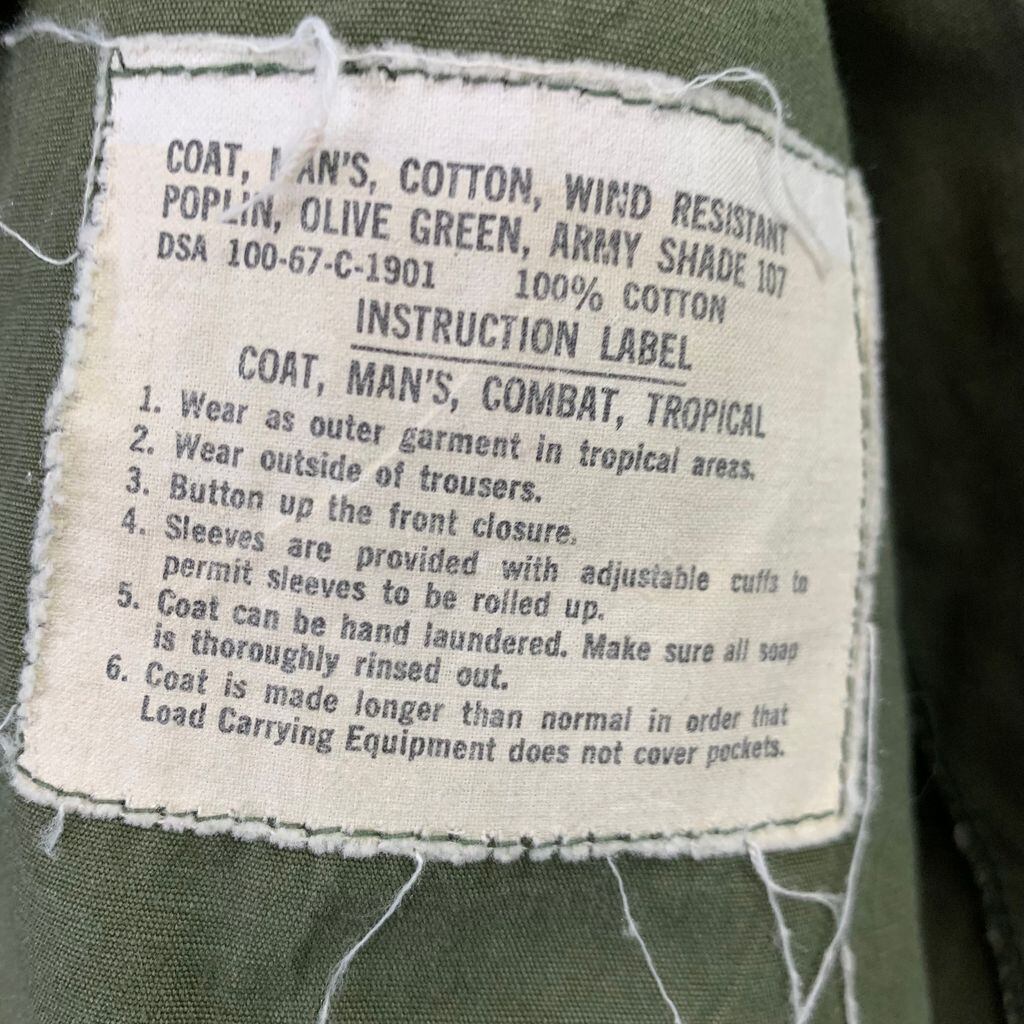 COAT, MAN'S, COTTON, WIND RESISTANT
POPLIN, OLIVE GREEN, ARMY SHADE 107
DSA 100-67-C-1901 100% COTTON
INSTRUCTION LABEL
COAT, MAN'S, COMBAT, TROPICAL
1. Wear as outer garment in tropical areas.
2. Wear outside of trousers.
3. Button up the front closure.
4. Sleeves are provided with adjustable cuffs to
permit sleeves to be rolled up.
5. Coat can be hand laundered. Make sure all soap
is thoroughly rinsed out.
6. Coat is made longer than normal in order that
Load Carrying Equipment does not cover pockets.